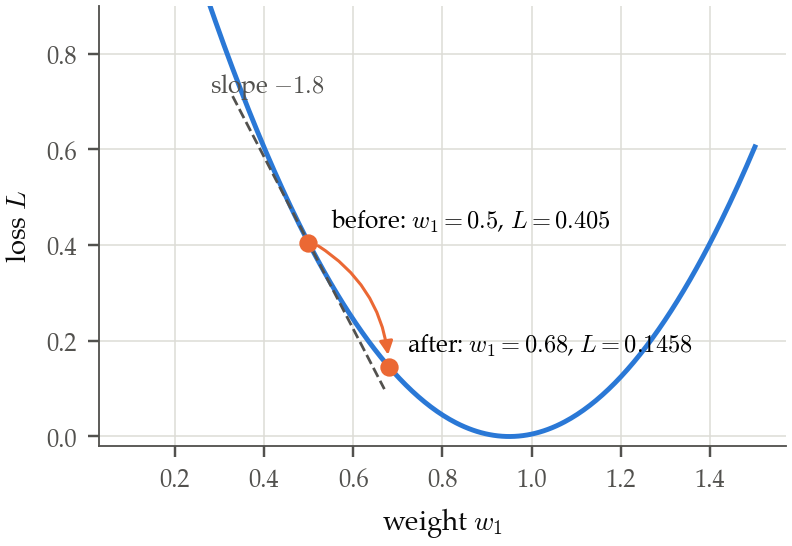 0.8
slope −1.8
0.6
before: w₁ = 0.5, L = 0.405
0.4
after: w₁ = 0.68, L = 0.1458
0.2
0.0
loss L
0.2 0.4 0.6 0.8 1.0 1.2 1.4
weight w₁